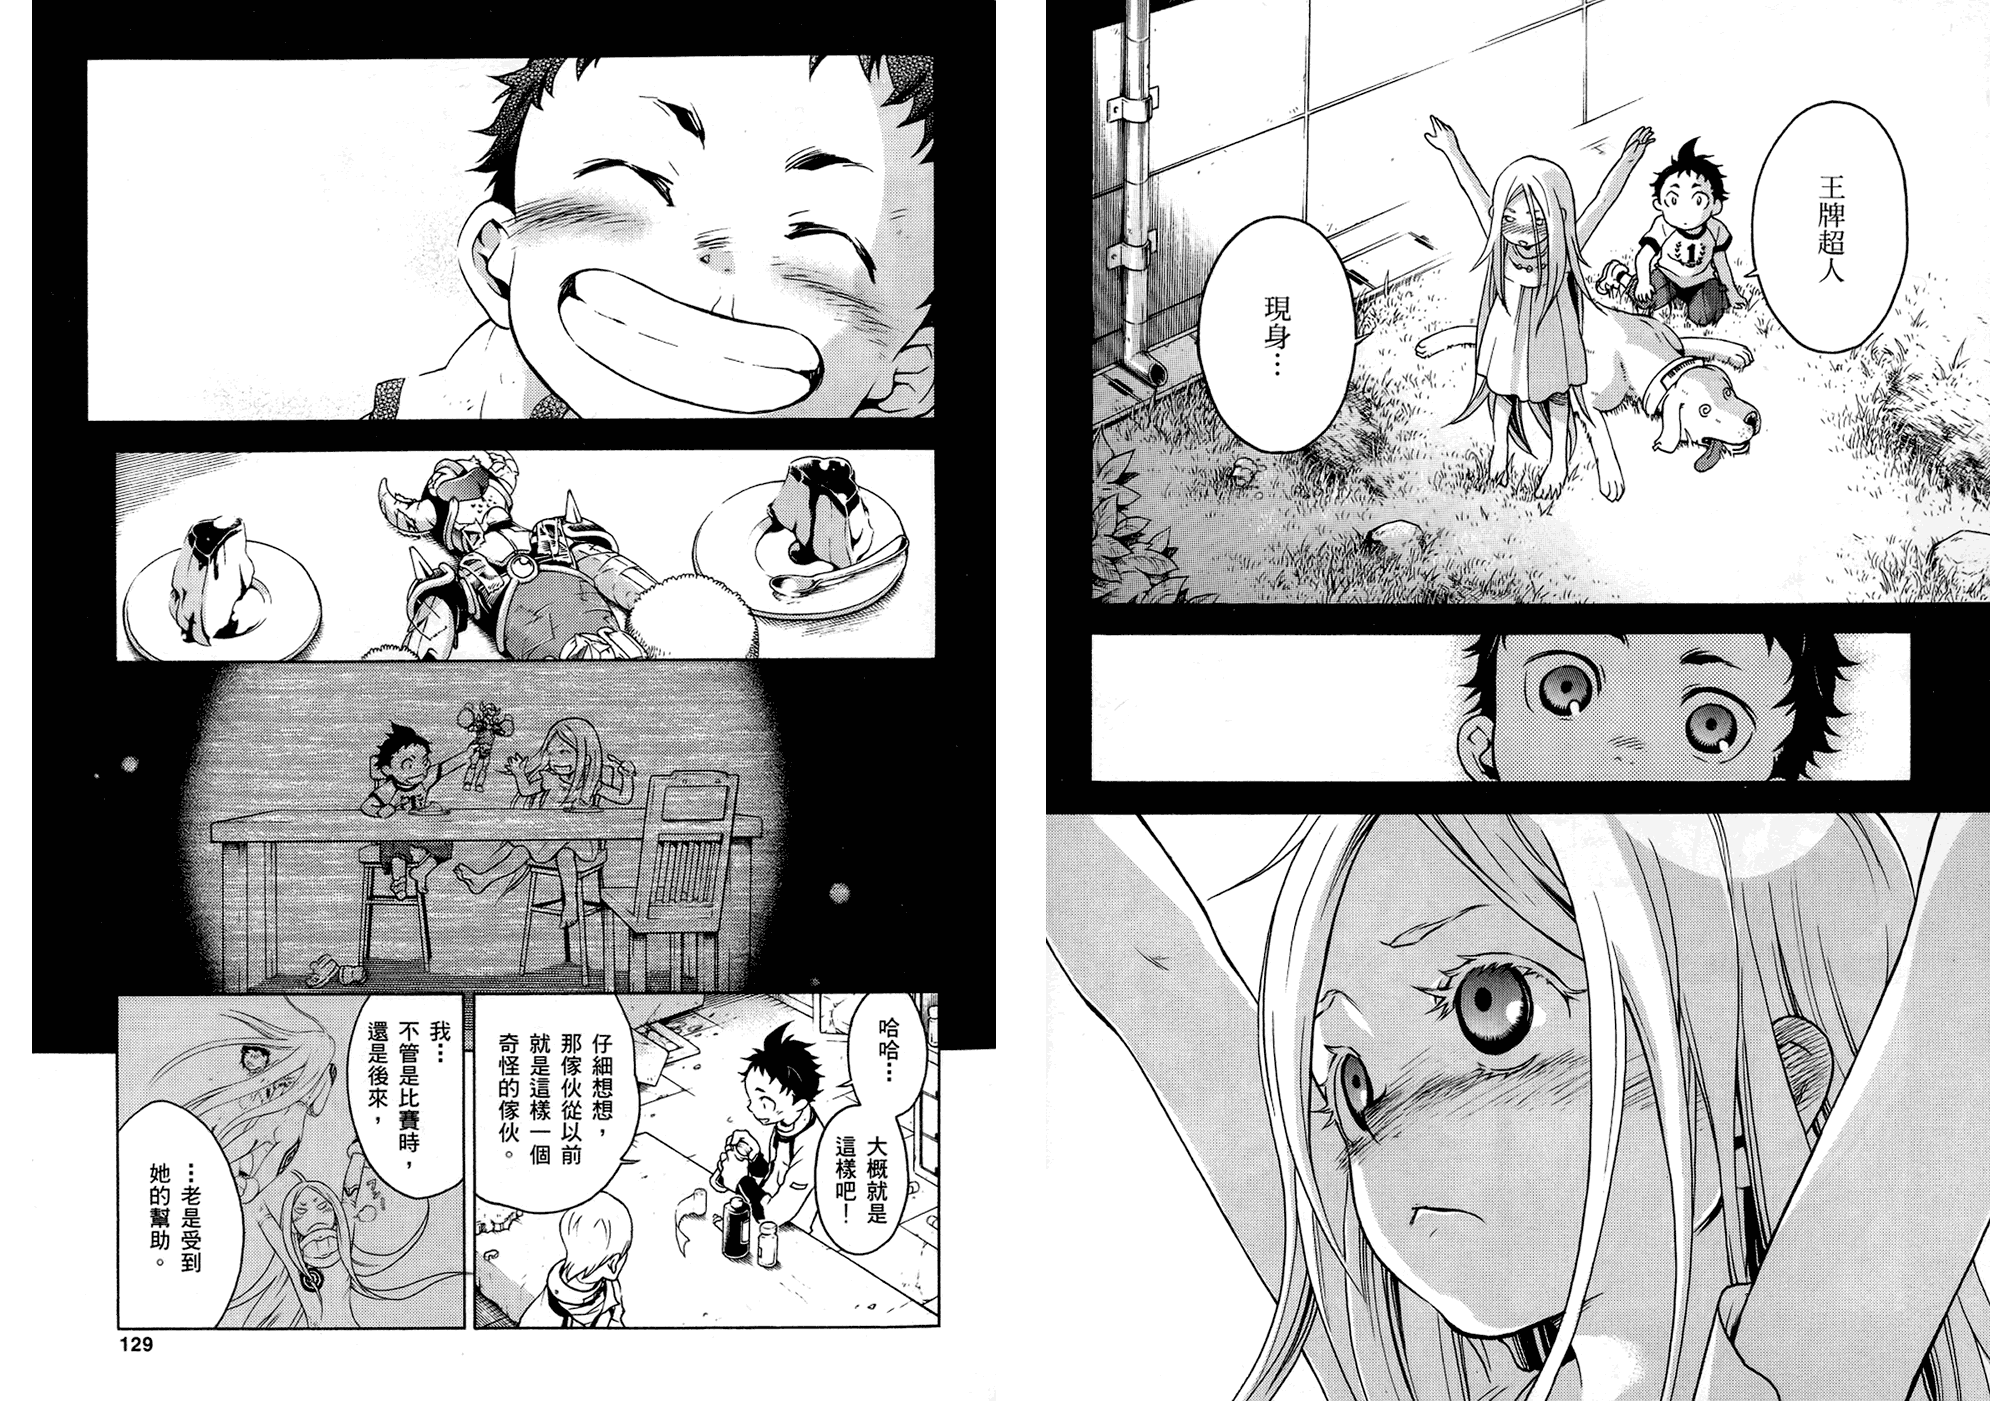 王牌超人
現身…
1
哈哈…
大概就是
這樣吧！
仔細想想，
那傢伙從以前
就是這樣一個
奇怪的傢伙。
我…
不管是比賽時，
還是後來，
…老是受到
她的幫助。
129